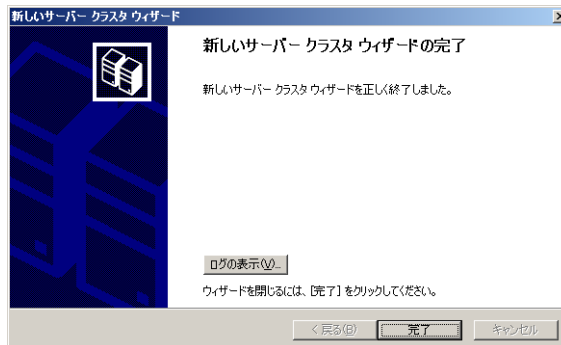 新しいサーバー クラスタ ウィザード
新しいサーバー クラスタ ウィザードの完了
新しいサーバー クラスタ ウィザードを正しく終了しました。
ログの表示(V)...
ウィザードを閉じるには、[完了] をクリックしてください。
< 戻る(B)
完了
キャンセル